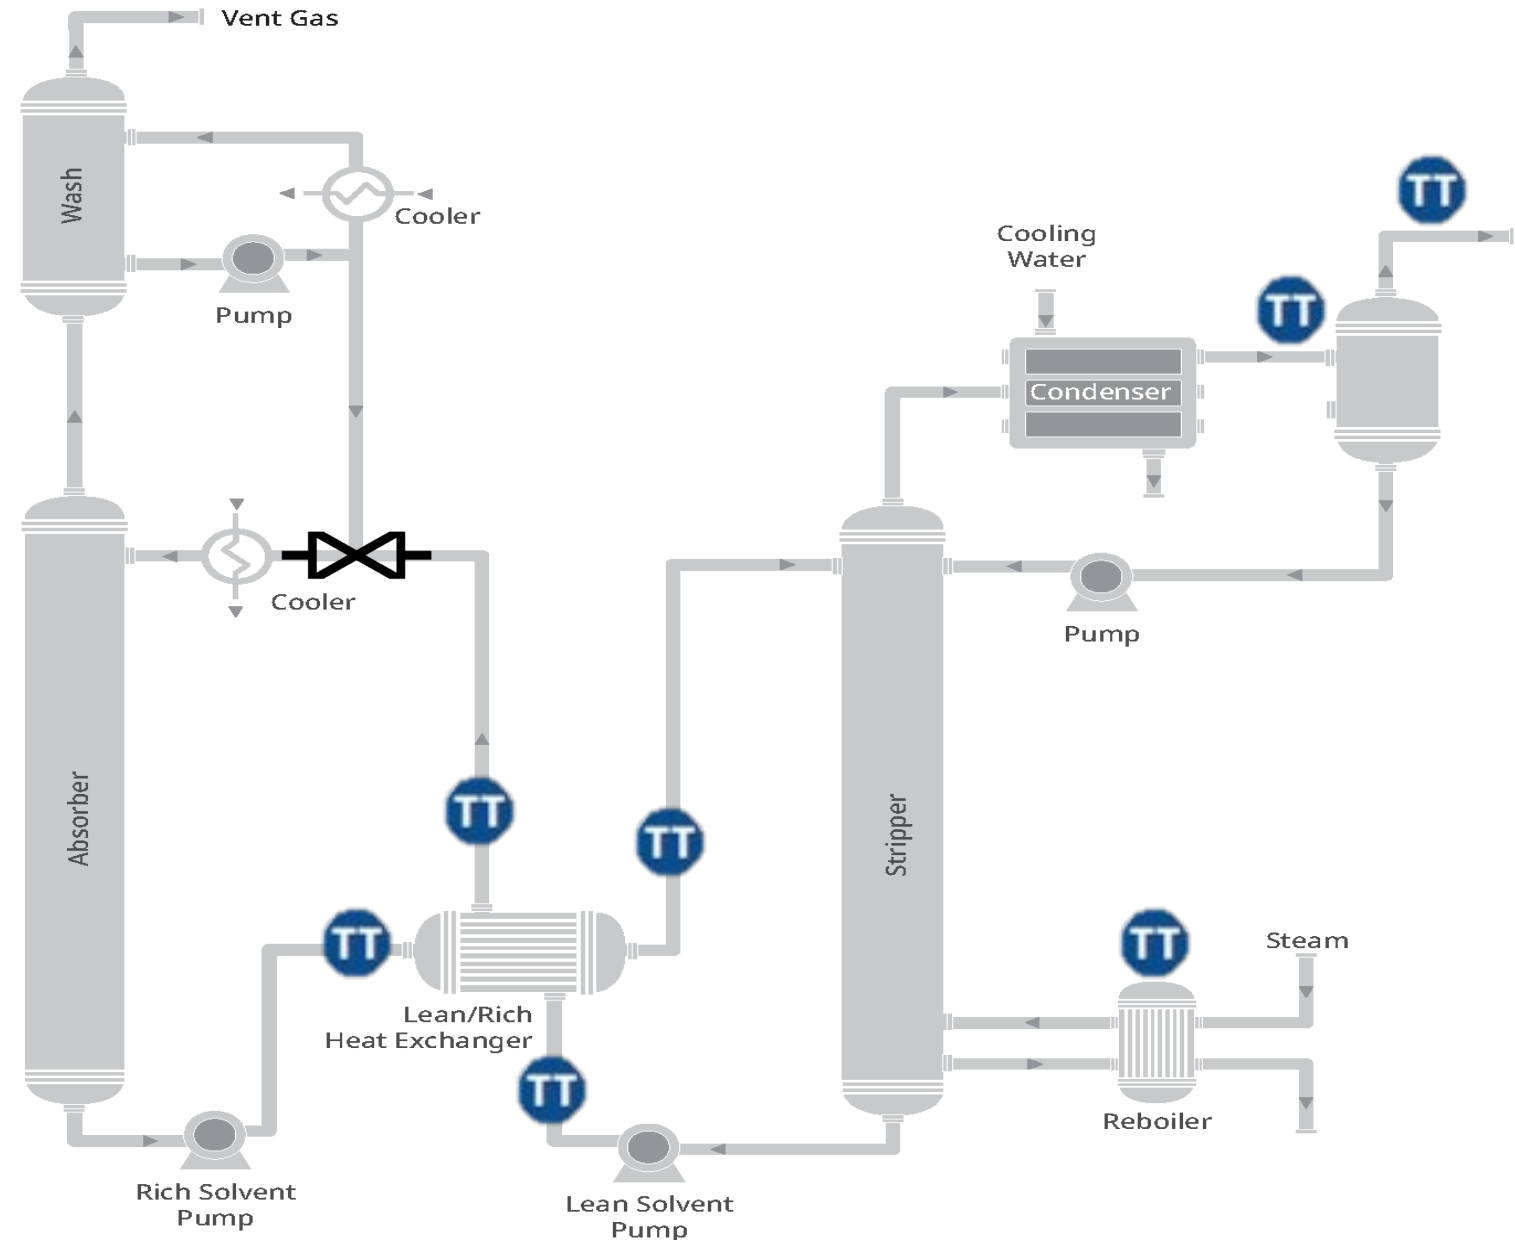 Vent Gas
Wash
Cooler
Pump
TT
Cooling
Water
TT
Condenser
Cooler
Pump
Absorber
TT
TT
Stripper
TT
TT
Steam
Lean/Rich
Heat Exchanger
TT
Reboiler
Rich Solvent
Pump
Lean Solvent
Pump